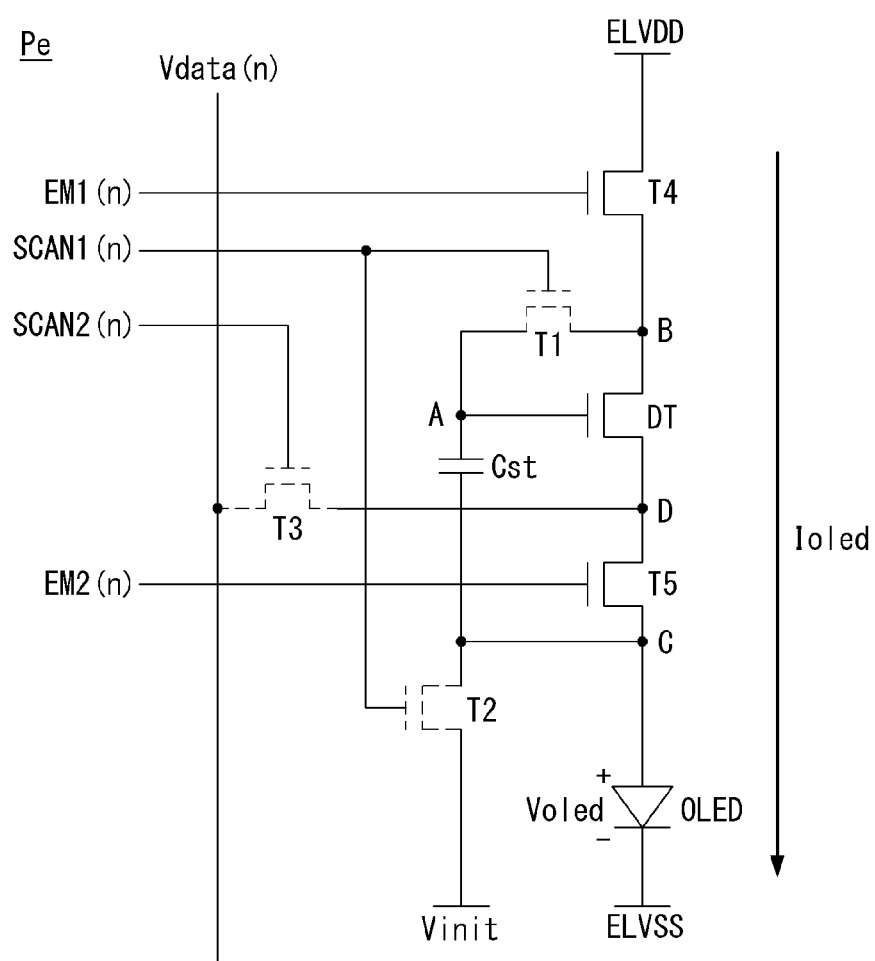 Pe
ELVDD
Vdata(n)
EM1(n)
T4
SCAN1(n)
SCAN2(n)
T1
B
A
DT
Cst
T3
D
Ioled
EM2(n)
T5
C
T2
+
Voled
OLED
-
Vinit
ELVSS